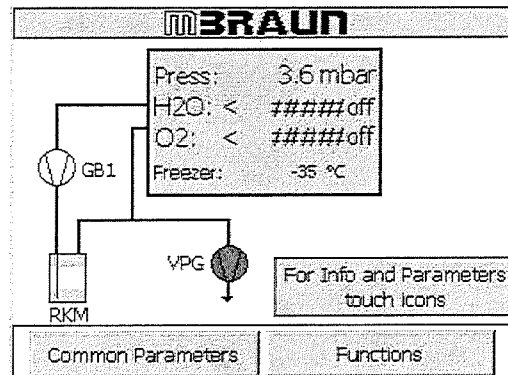 MBRAUN
Press: 3.6 mbar
H2O: < ##### off
O2: < ##### off
Freezer: -35 °C
GB1
VPG
RKM
For Info and Parameters
touch icons
Common Parameters
Functions